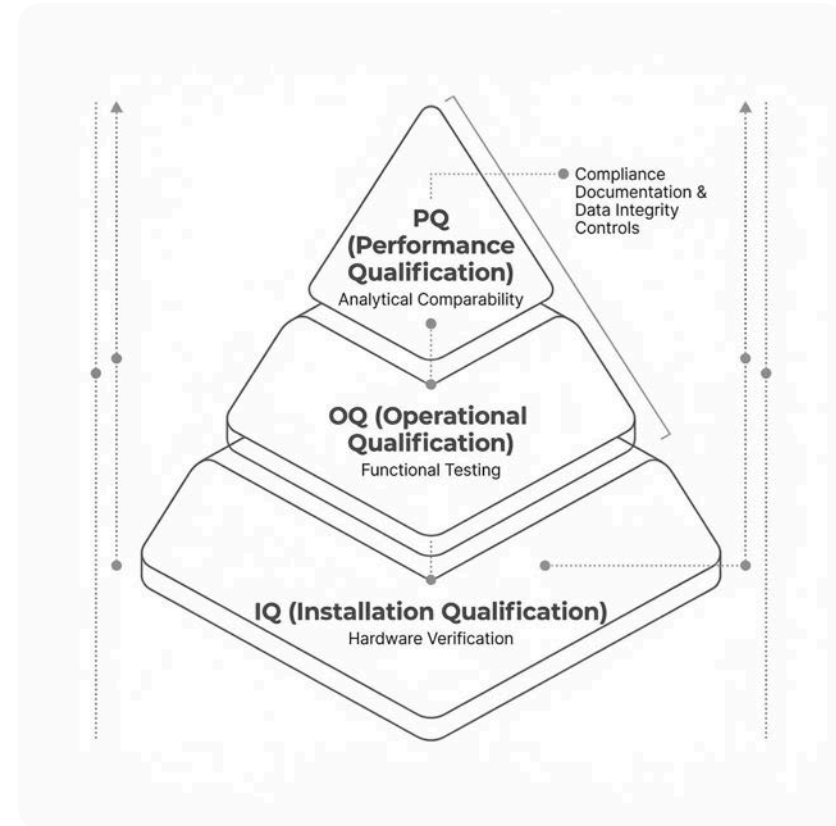 PQ
(Performance
Qualification)
Analytical Comparability
Compliance
Documentation &
Data Integrity
Controls
OQ (Operational
Qualification)
Functional Testing
IQ (Installation Qualification)
Hardware Verification